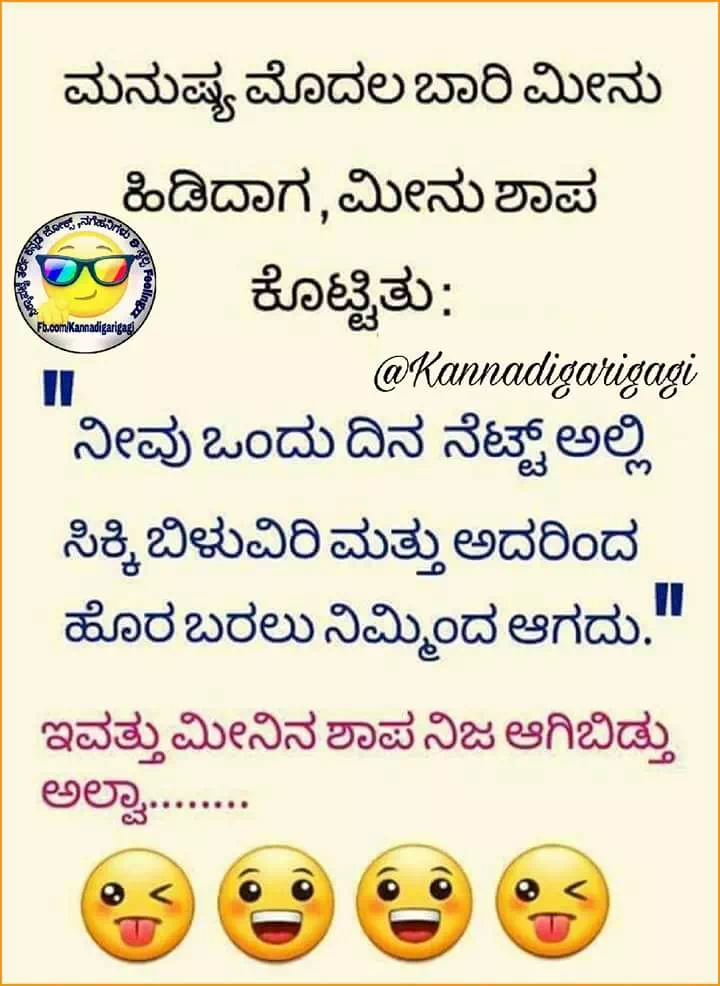 ಮನುಷ್ಯ ಮೊದಲ ಬಾರಿ ಮೀನು
ಹಿಡಿದಾಗ, ಮೀನು ಶಾಪ
ಕೊಟ್ಟಿತು:
Fb.com/Kannadigarigagi
@Kannadigarigagi
"ನೀವು ಒಂದು ದಿನ ನೆಟ್ಟ್ ಅಲ್ಲಿ
ಸಿಕ್ಕಿ ಬಿಳುವಿರಿ ಮತ್ತು ಅದರಿಂದ
ಹೊರ ಬರಲು ನಿಮ್ಮಿಂದ ಆಗದು."
ಇವತ್ತು ಮೀನಿನ ಶಾಪ ನಿಜ ಆಗಿಬಿಡ್ತು
ಅಲ್ವಾ........